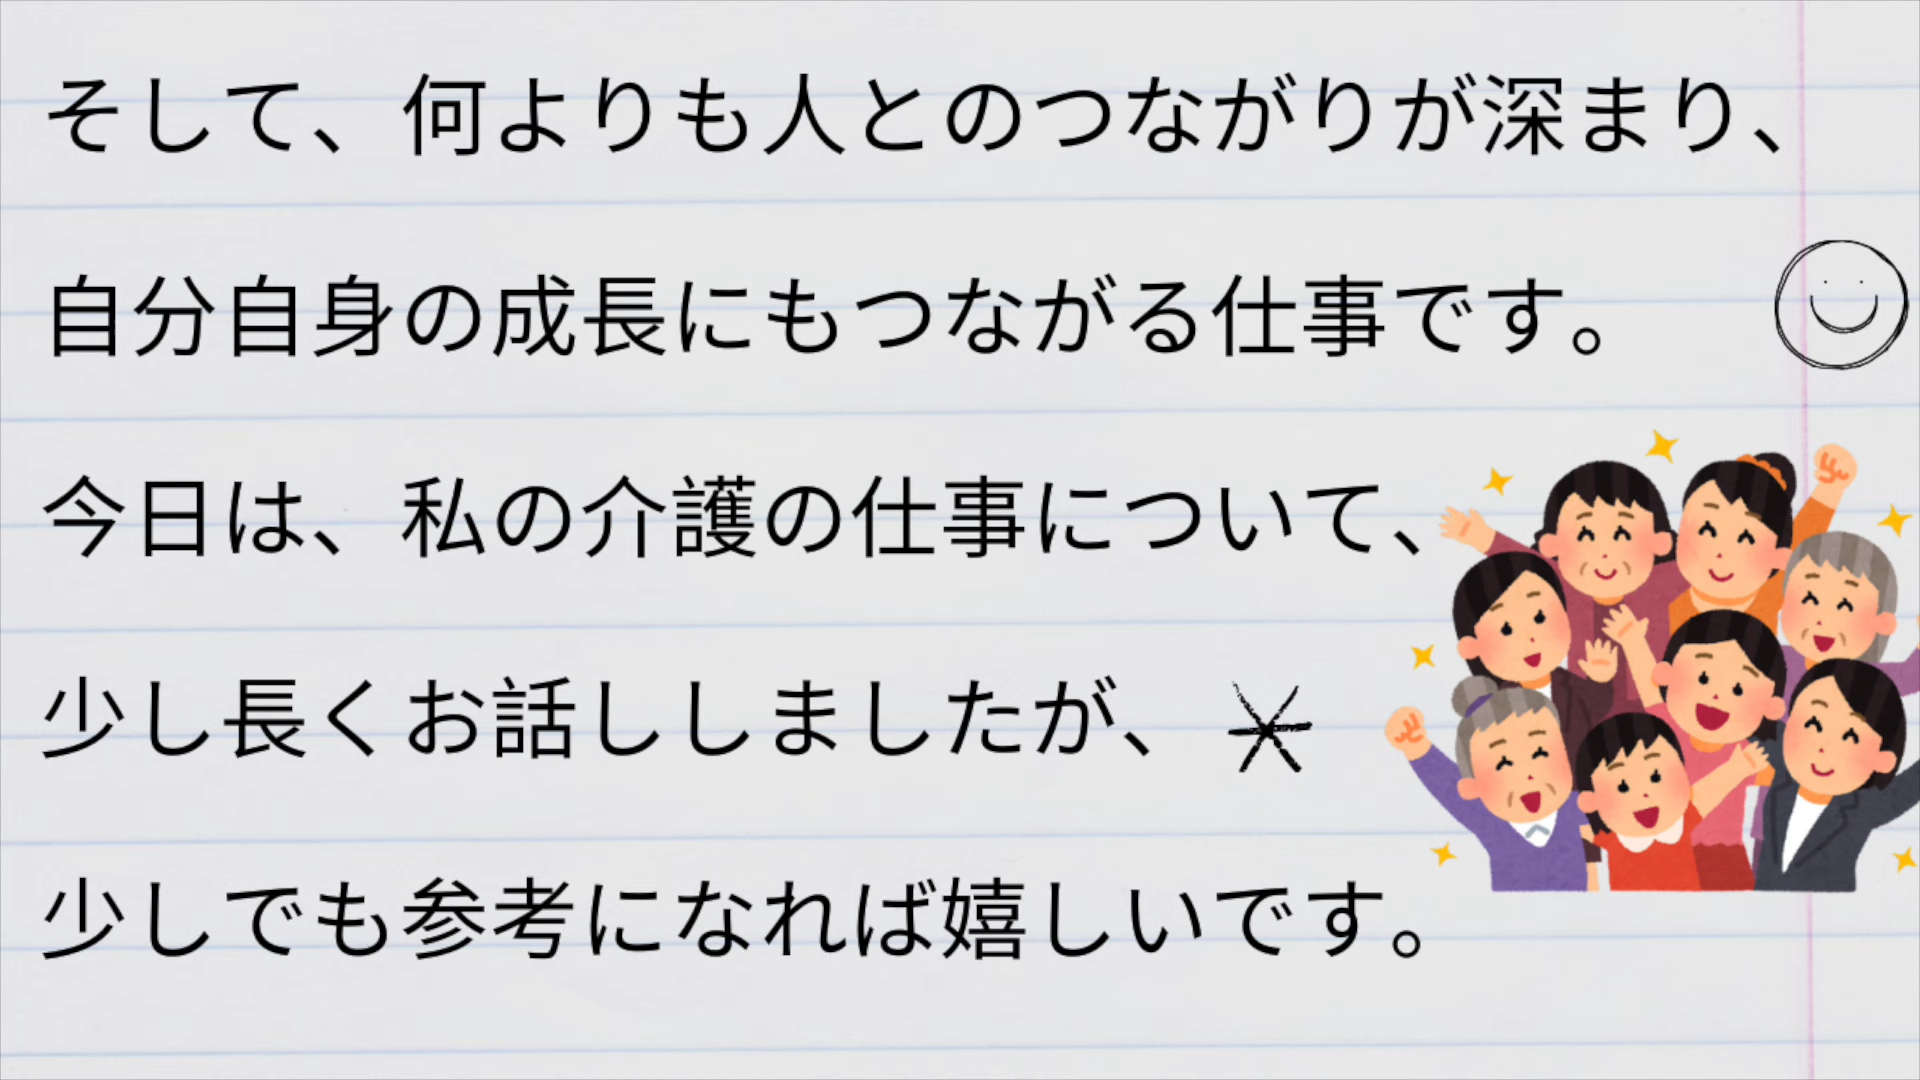 そして、何よりも人とのつながりが深まり、
自分自身の成長にもつながる仕事です。
今日は、私の介護の仕事について、
少し長くお話ししましたが、
少しでも参考になれば嬉しいです。